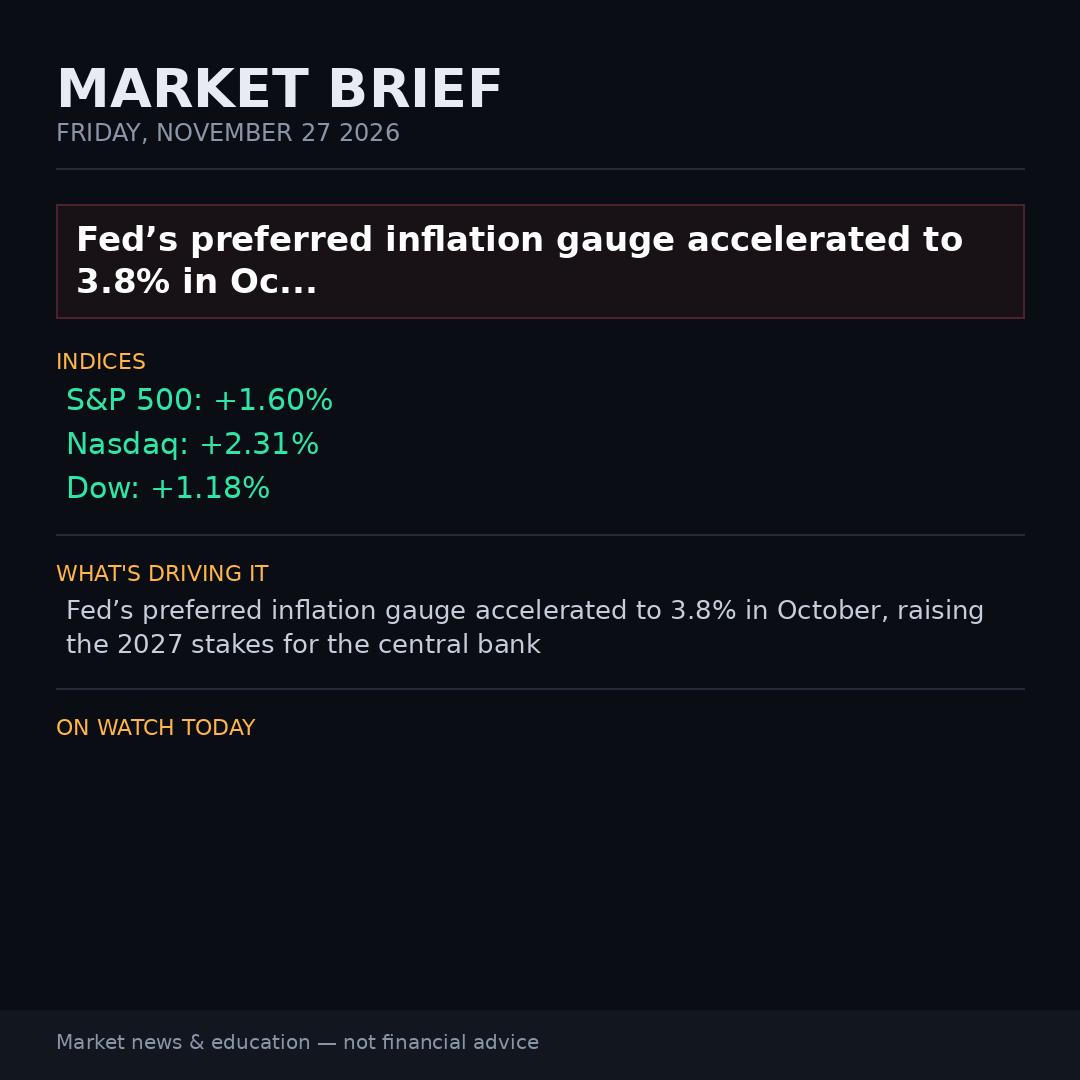 MARKET BRIEF
FRIDAY, NOVEMBER 27 2026
Fed’s preferred inflation gauge accelerated to
3.8% in Oc...
INDICES
S&P 500: +1.60%
Nasdaq: +2.31%
Dow: +1.18%
WHAT'S DRIVING IT
Fed’s preferred inflation gauge accelerated to 3.8% in October, raising
the 2027 stakes for the central bank
ON WATCH TODAY
Market news & education — not financial advice